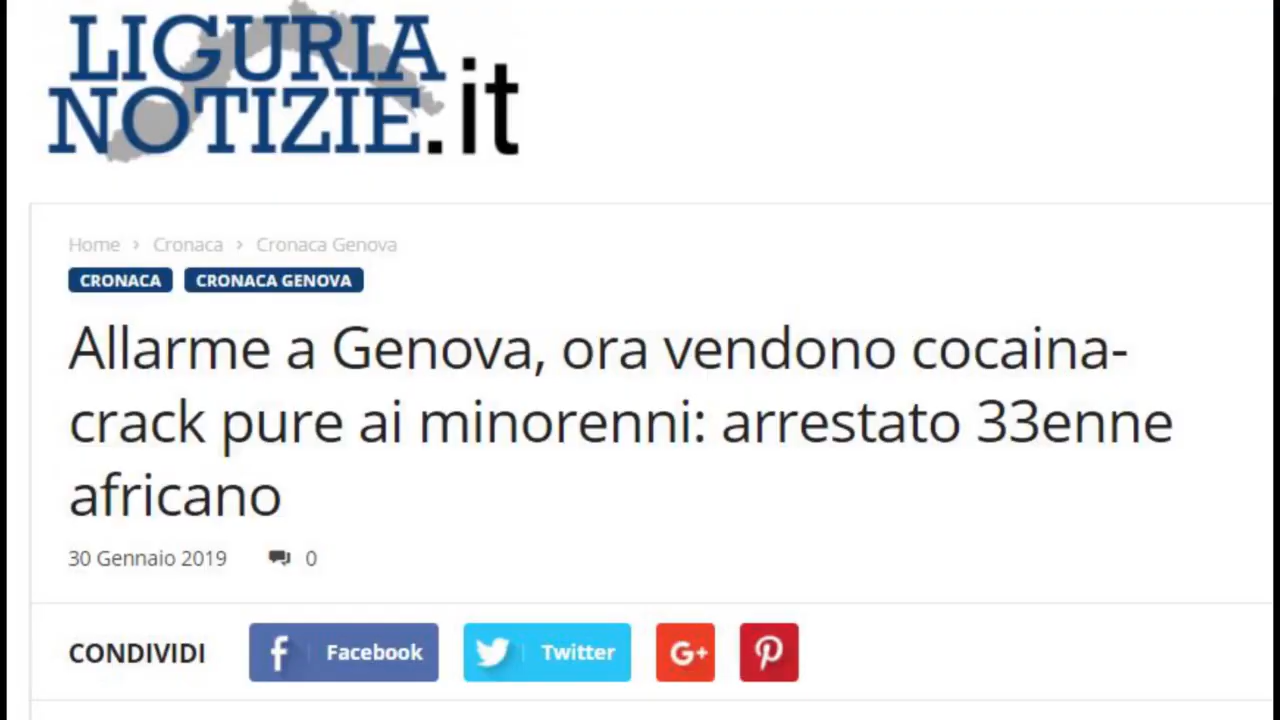 LIGURIA
NOTIZIE.it
Home › Cronaca › Cronaca Genova
CRONACA CRONACA GENOVA
Allarme a Genova, ora vendono cocaina-
crack pure ai minorenni: arrestato 33enne
africano
30 Gennaio 2019 0
CONDIVIDI f Facebook Twitter G+